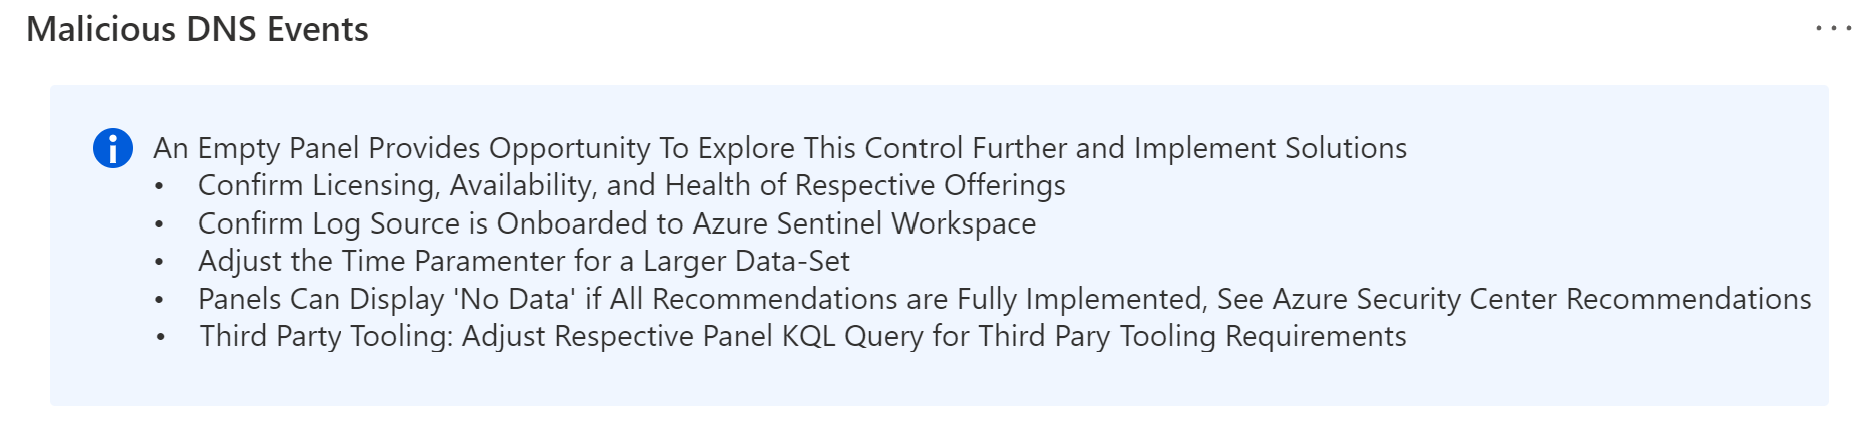 Malicious DNS Events
An Empty Panel Provides Opportunity To Explore This Control Further and Implement Solutions
• Confirm Licensing, Availability, and Health of Respective Offerings
• Confirm Log Source is Onboarded to Azure Sentinel Workspace
• Adjust the Time Paramenter for a Larger Data-Set
• Panels Can Display 'No Data' if All Recommendations are Fully Implemented, See Azure Security Center Recommendations
• Third Party Tooling: Adjust Respective Panel KQL Query for Third Pary Tooling Requirements